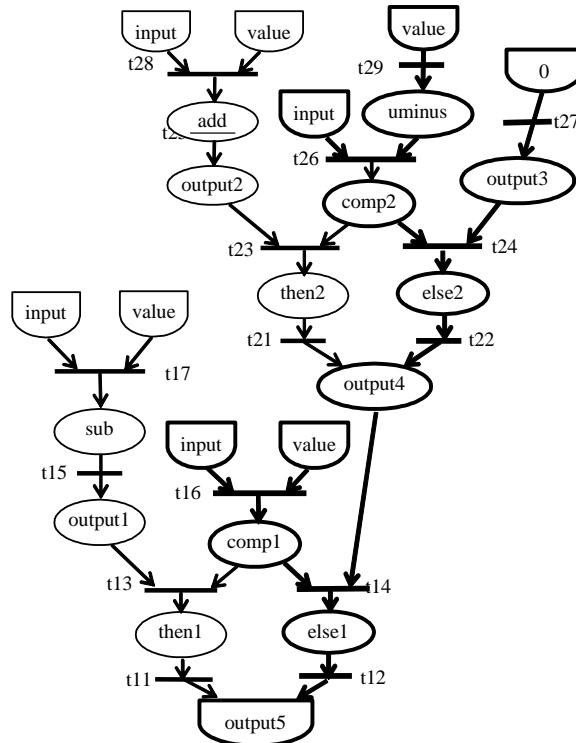 input value value
t28 t29 0
input uminus t27
t25 add
t26
output2 comp2 output3
t23 t24
then2 else2
input value t21 t22
t17 output4
sub input value
t15 t16
output1 comp1
t13 t14
then1 else1
t11 t12
output5